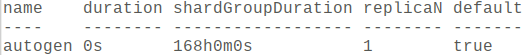 name    duration shardGroupDuration replicaN default
----    -------- ------------------ -------- -------
autogen 0s       168h0m0s           1        true